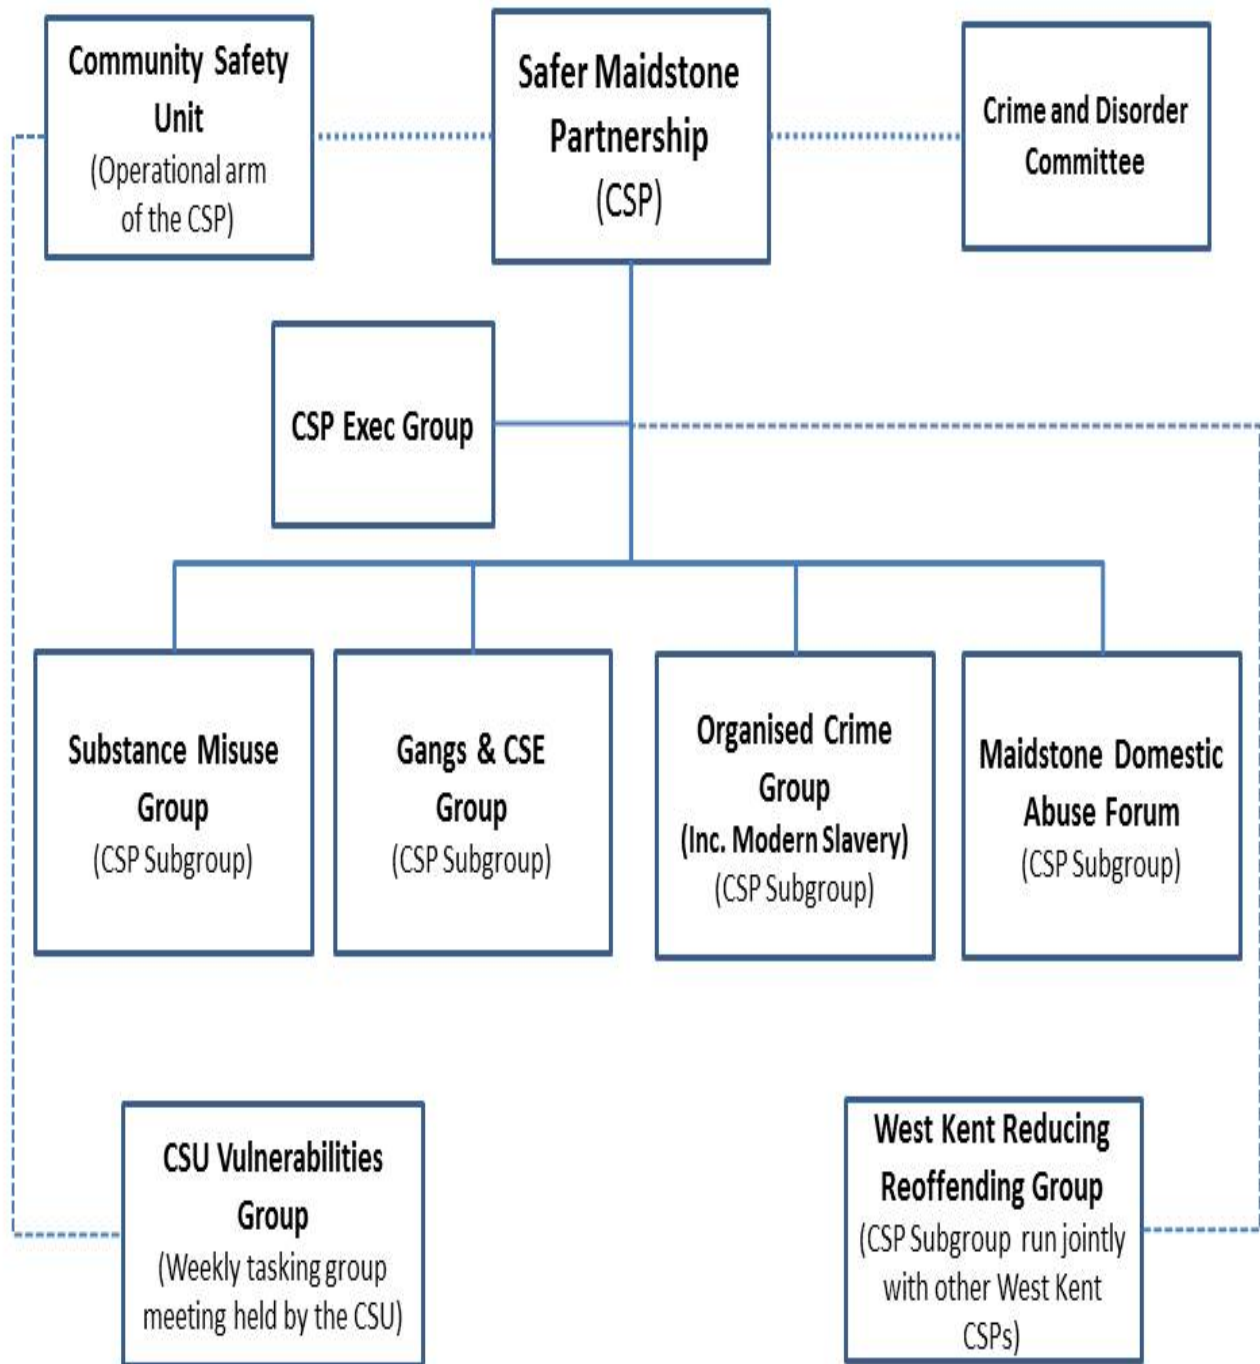 Community Safety
Unit
(Operational arm
of the CSP)
Safer Maidstone
Partnership
(CSP)
Crime and Disorder
Committee
CSP Exec Group
Substance Misuse
Group
(CSP Subgroup)
Gangs & CSE
Group
(CSP Subgroup)
Organised Crime
Group
(Inc. Modern Slavery)
(CSP Subgroup)
Maidstone Domestic
Abuse Forum
(CSP Subgroup)
CSU Vulnerabilities
Group
(Weekly tasking group
meeting held by the CSU)
West Kent Reducing
Reoffending Group
(CSP Subgroup run jointly
with other West Kent
CSPs)